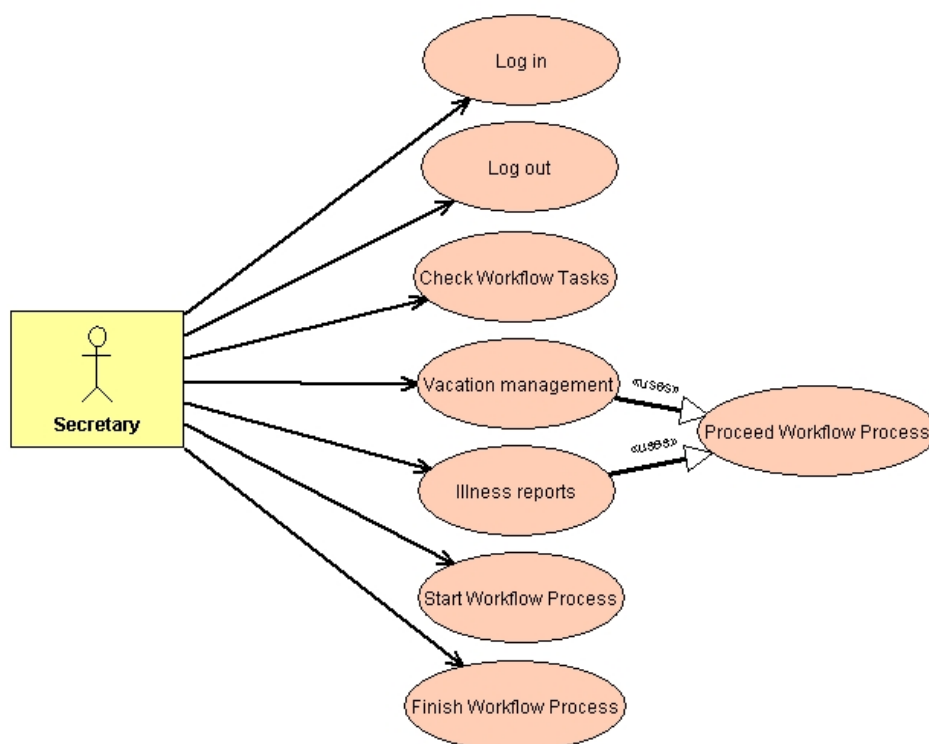 Log in
Log out
Check Workflow Tasks
Secretary
Vacation management
«uses»
Proceed Workflow Process
«uses»
Illness reports
Start Workflow Process
Finish Workflow Process